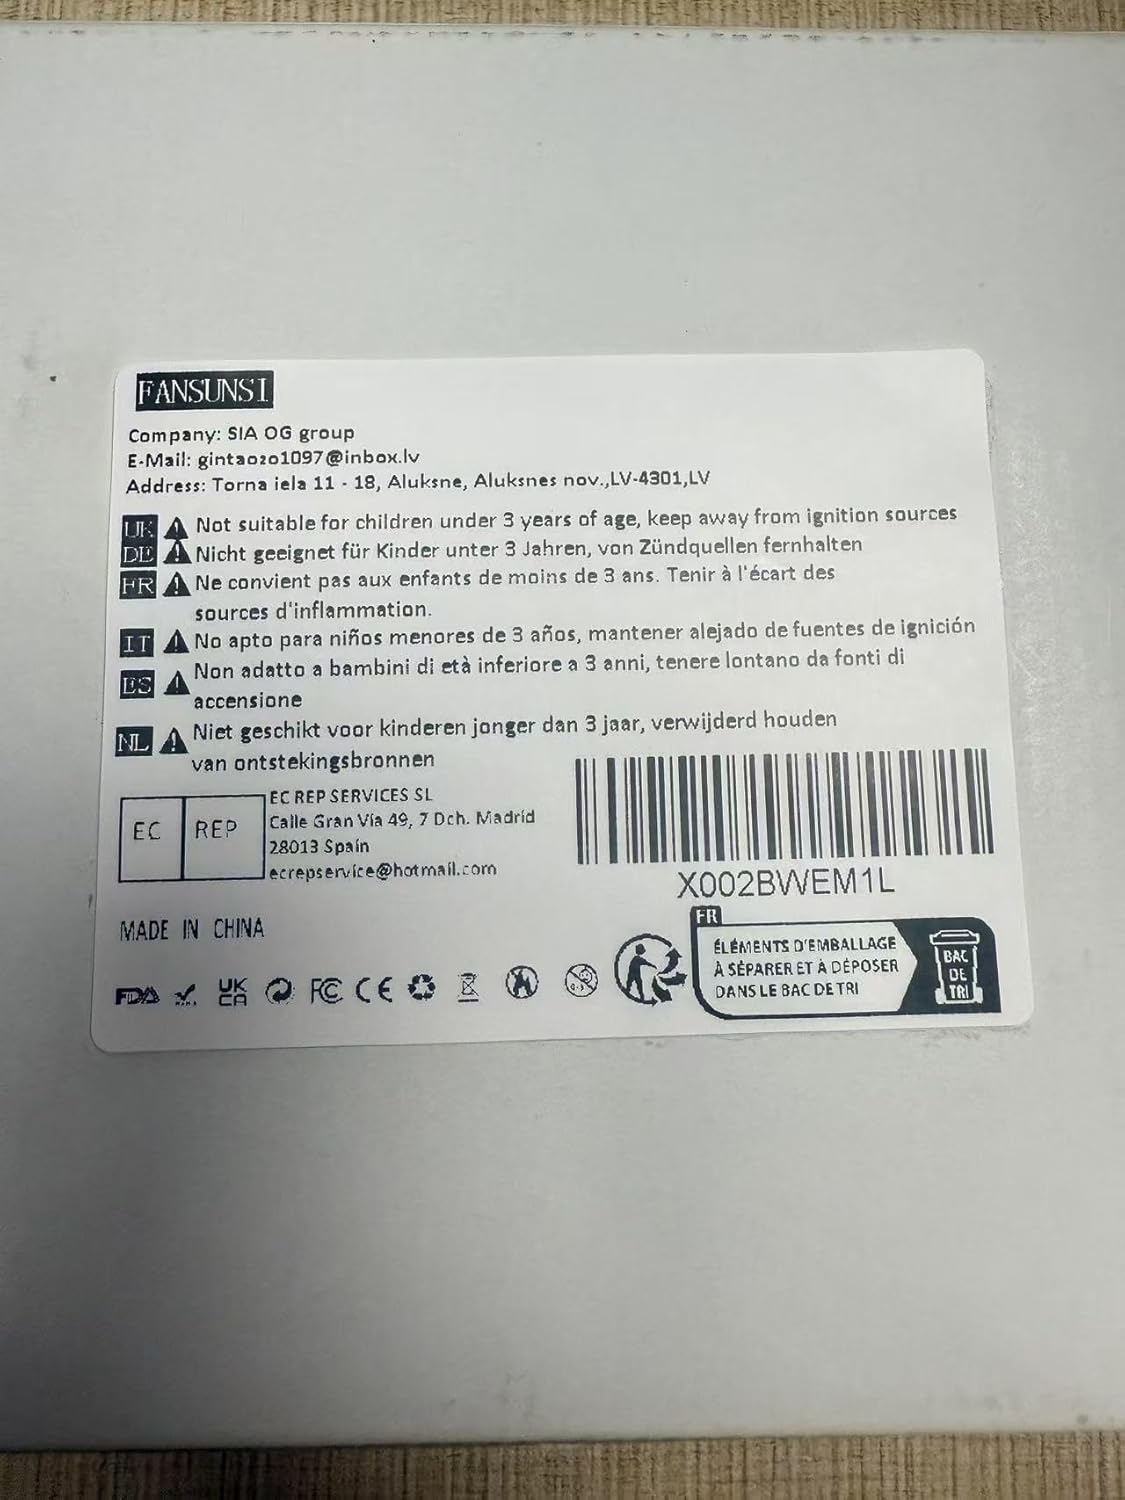 FANSUNSI
Company: SIA OG group
E-Mail: gintaozo1097@inbox.lv
Address: Torna iela 11 - 18, Aluksne, Aluksnes nov.,LV-4301,LV
UK Not suitable for children under 3 years of age, keep away from ignition sources
DE Nicht geeignet für Kinder unter 3 Jahren, von Zündquellen fernhalten
FR Ne convient pas aux enfants de moins de 3 ans. Tenir à l'écart des
sources d'inflammation.
IT No apto para niños menores de 3 años, mantener alejado de fuentes de ignición
ES Non adatto a bambini di età inferiore a 3 anni, tenere lontano da fonti di
accensione
NL Niet geschikt voor kinderen jonger dan 3 jaar, verwijderd houden
van ontstekingsbronnen
EC REP
EC REP SERVICES SL
Calle Gran Vía 49, 7 Dch. Madrid
28013 Spain
ecrepservice@hotmail.com
X002BWEM1L
MADE IN CHINA
FR
ÉLÉMENTS D'EMBALLAGE
À SÉPARER ET À DÉPOSER
DANS LE BAC DE TRI
BAC
DE
TRI
FDA UK CA FC CE 0-3